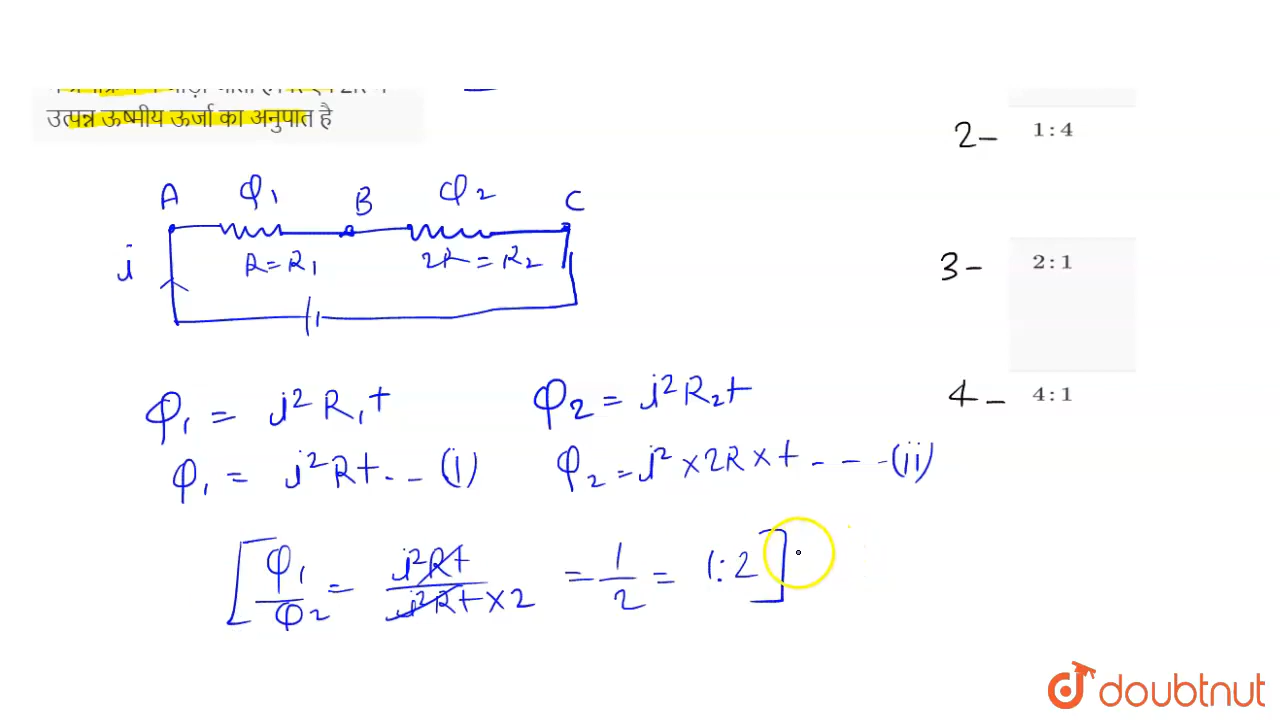 उत्पन्न ऊष्मीय ऊर्जा का अनुपात है
2- 1 : 4
A φ1 B φ2 C
i R=R1 2R=R2
3- 2 : 1
φ1 = i²R1t φ2 = i²R2t
4- 4 : 1
φ1 = i²Rt -- (i) φ2 = i²×2R×t - - - (ii)
[φ1/φ2 = i²Rt/i²Rt×2 = 1/2 = 1:2]
doubtnut